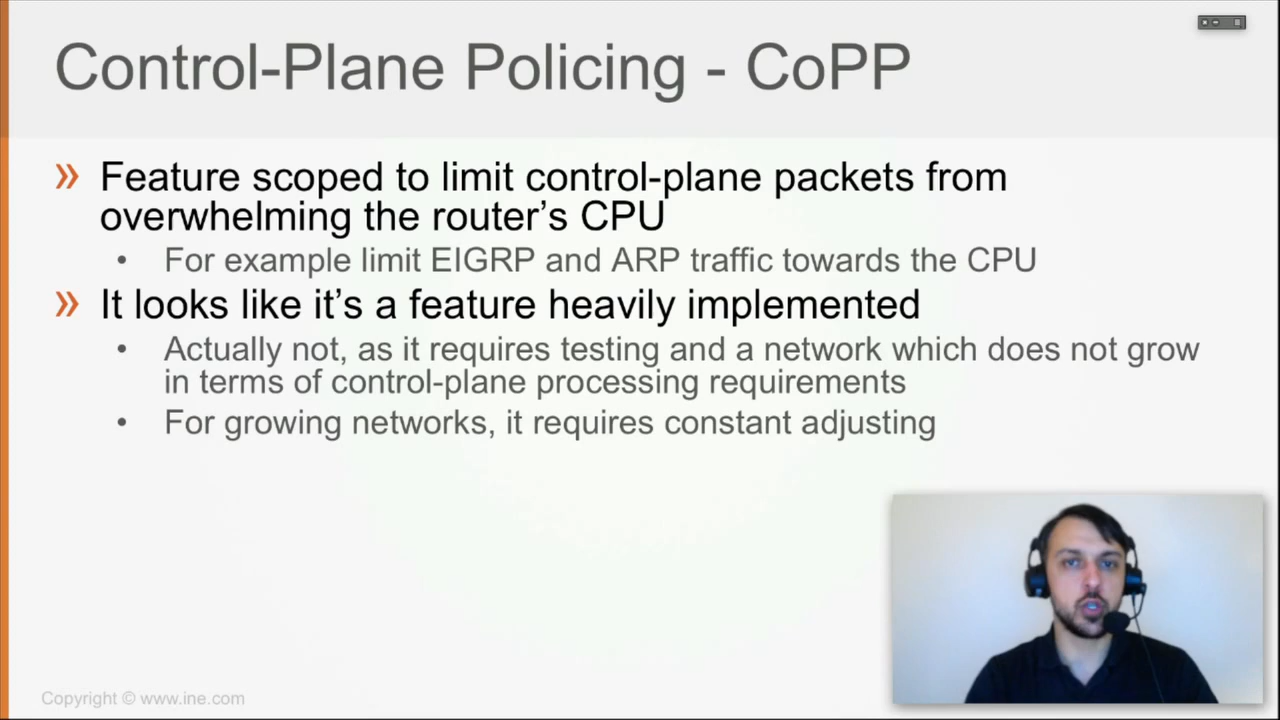 Control-Plane Policing - CoPP
» Feature scoped to limit control-plane packets from
overwhelming the router’s CPU
• For example limit EIGRP and ARP traffic towards the CPU
» It looks like it’s a feature heavily implemented
• Actually not, as it requires testing and a network which does not grow
in terms of control-plane processing requirements
• For growing networks, it requires constant adjusting
Copyright © www.ine.com